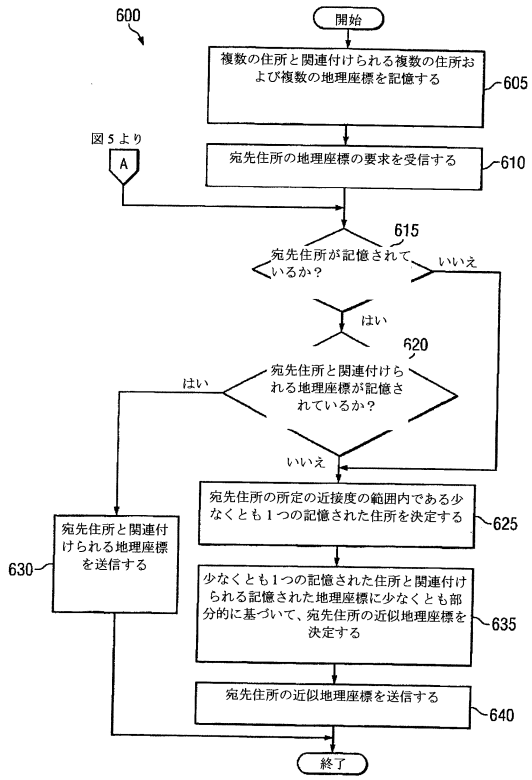 600
開始
複数の住所と関連付けられる複数の住所お
よび複数の地理座標を記憶する
605
図5より
A
宛先住所の地理座標の要求を受信する
610
615
宛先住所が記憶されて
いるか?
いいえ
はい
620
宛先住所と関連付けら
れる地理座標が記憶さ
れているか?
はい
いいえ
宛先住所の所定の近接度の範囲内である少
なくとも1つの記憶された住所を決定する
625
宛先住所と関連付
けられる地理座標
を送信する
630
少なくとも1つの記憶された住所と関連付け
られる記憶された地理座標に少なくとも部
分的に基づいて、宛先住所の近似地理座標を
決定する
635
宛先住所の近似地理座標を送信する
640
終了